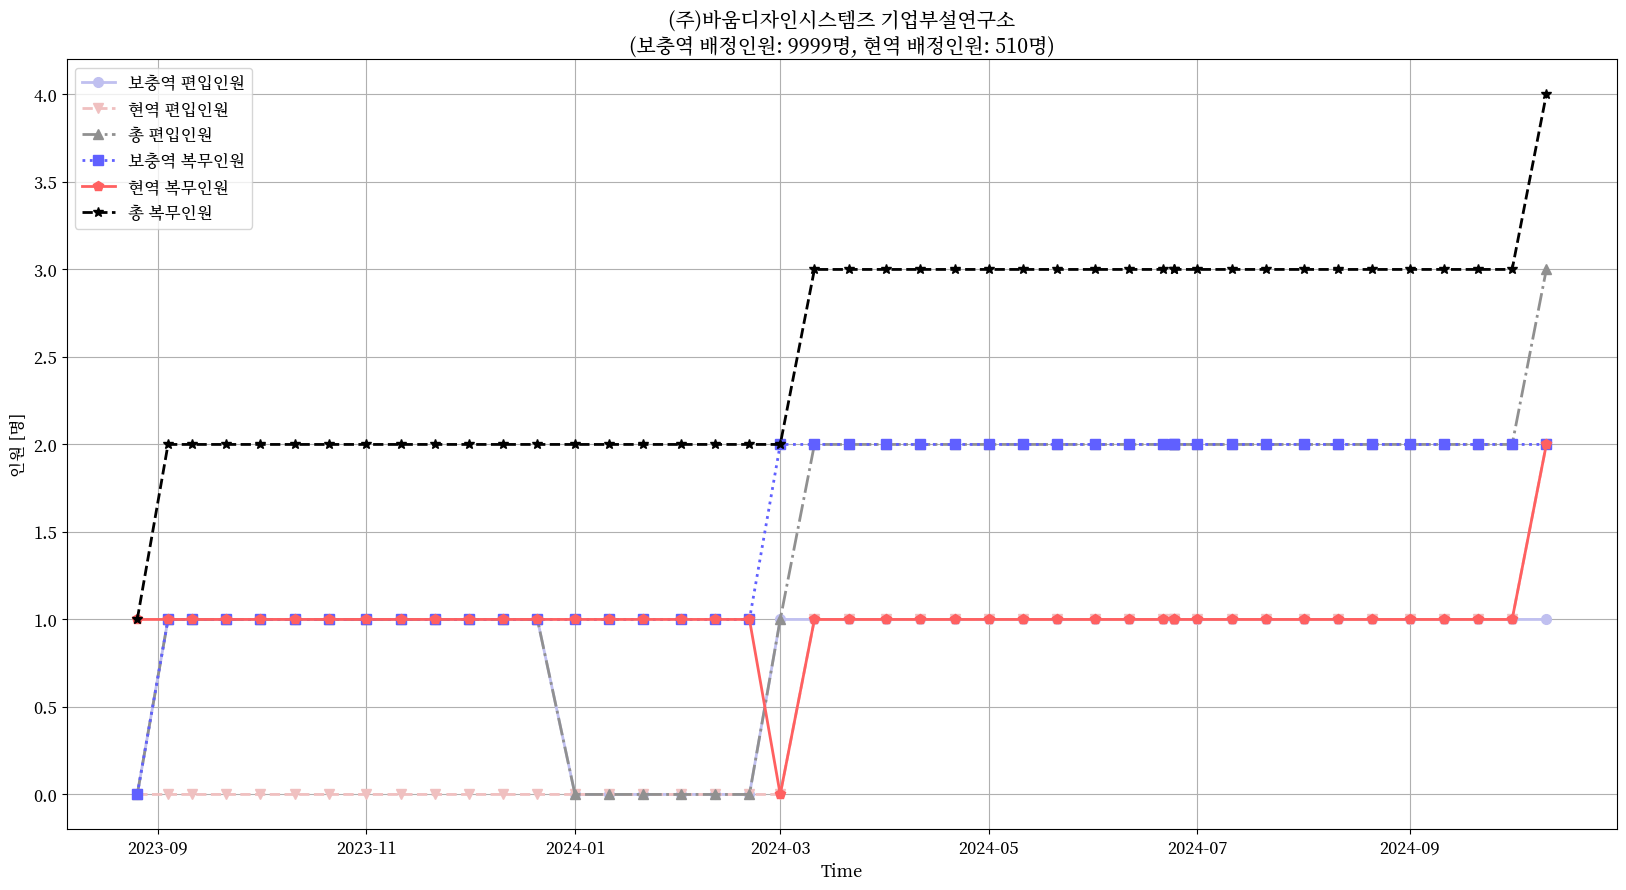 (주)바움디자인시스템즈 기업부설연구소
(보충역 배정인원: 9999명, 현역 배정인원: 510명)
보충역 편입인원
현역 편입인원
총 편입인원
보충역 복무인원
현역 복무인원
총 복무인원
4.0
3.5
3.0
2.5
2.0
1.5
1.0
0.5
0.0
인원 [명]
2023-09
2023-11
2024-01
2024-03
2024-05
2024-07
2024-09
Time